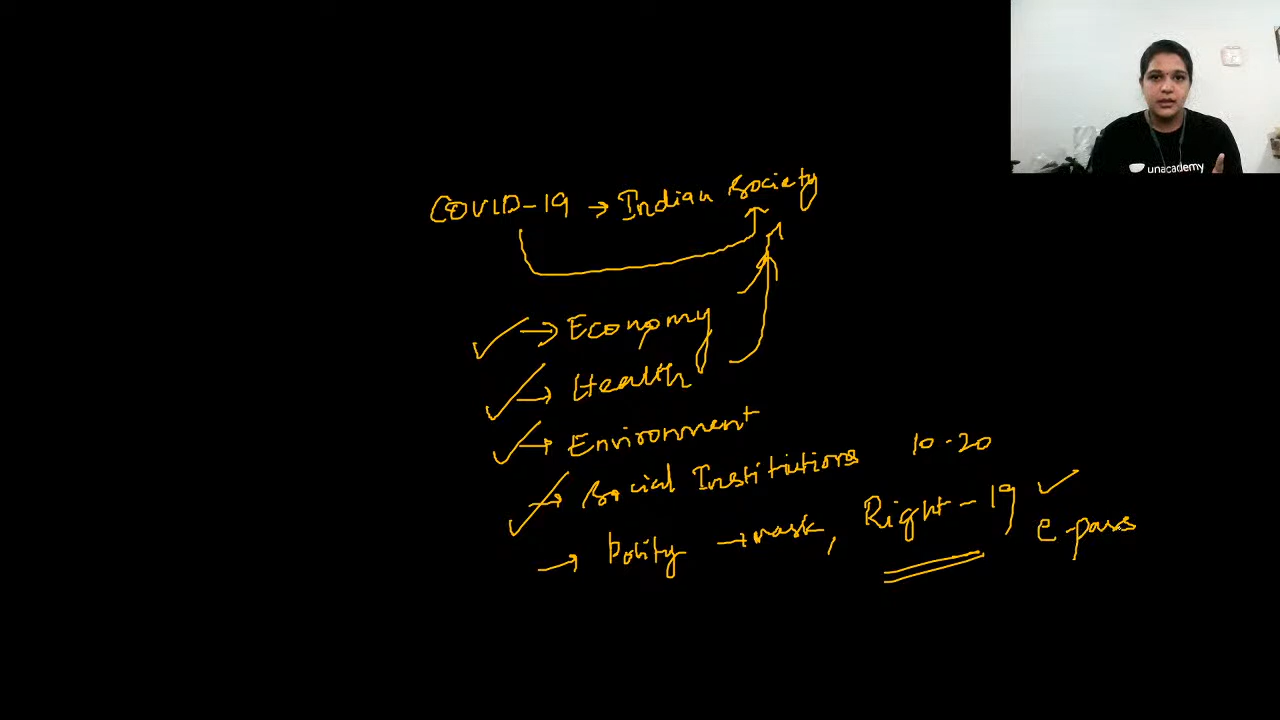 unacademy
COVID-19 → Indian Society
→ Economy
→ Health
→ Environment
→ Social Institutions 10-20
→ Polity → mask, Right-19 ✓
e-pass